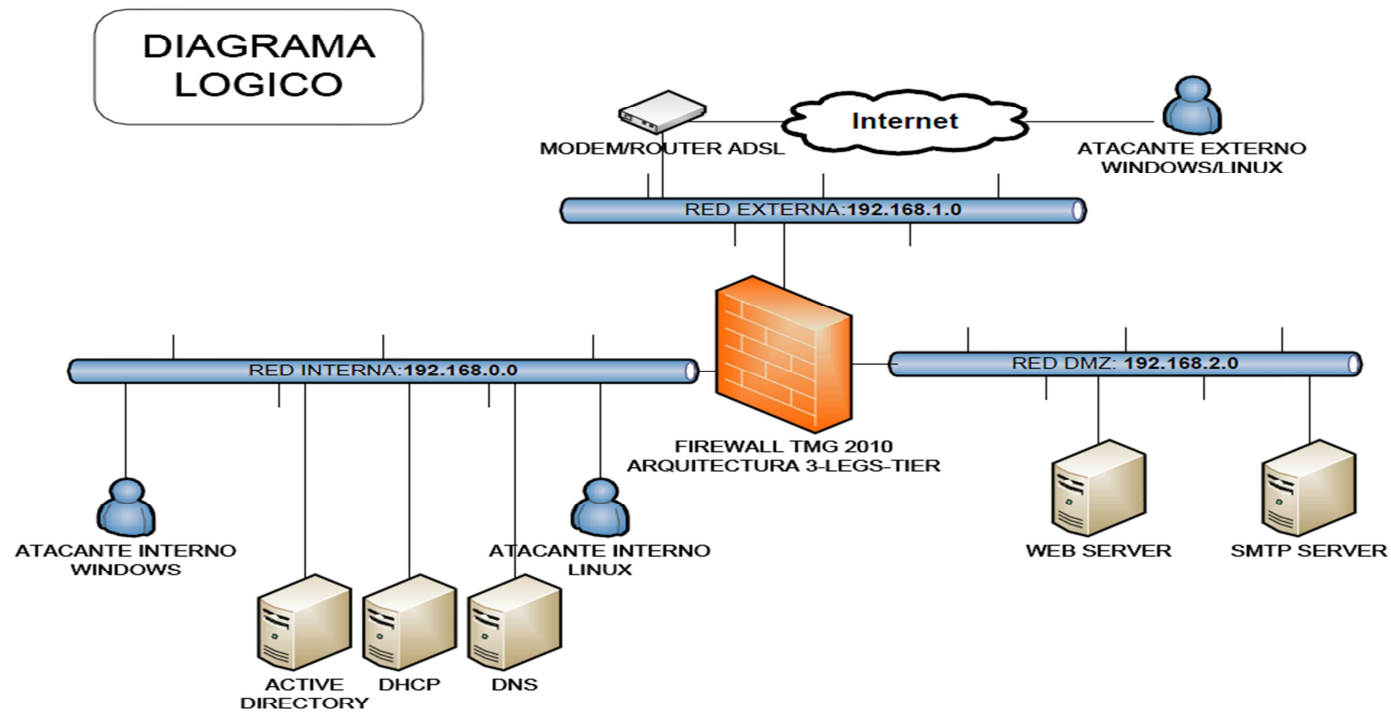 DIAGRAMA
LOGICO
Internet
MODEM/ROUTER ADSL
ATACANTE EXTERNO
WINDOWS/LINUX
RED EXTERNA:192.168.1.0
RED INTERNA:192.168.0.0
RED DMZ: 192.168.2.0
FIREWALL TMG 2010
ARQUITECTURA 3-LEGS-TIER
ATACANTE INTERNO
WINDOWS
ATACANTE INTERNO
LINUX
WEB SERVER
SMTP SERVER
ACTIVE
DIRECTORY
DHCP
DNS